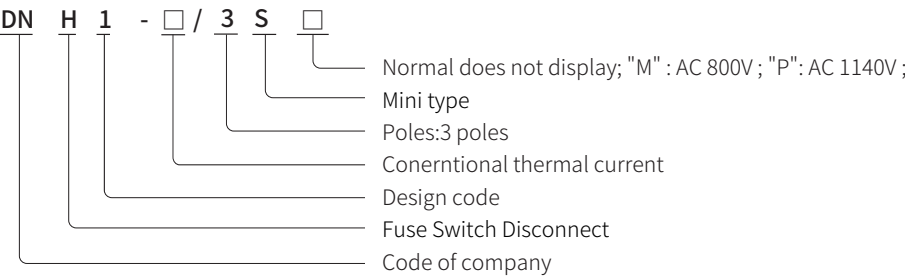 DN H 1 - □ / 3 S □
Normal does not display; "M" : AC 800V ; "P": AC 1140V ;
Mini type
Poles:3 poles
Conerntional thermal current
Design code
Fuse Switch Disconnect
Code of company